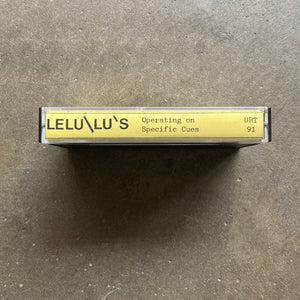 LELU\LU`S
Operating on
Specific Cues
URT
91